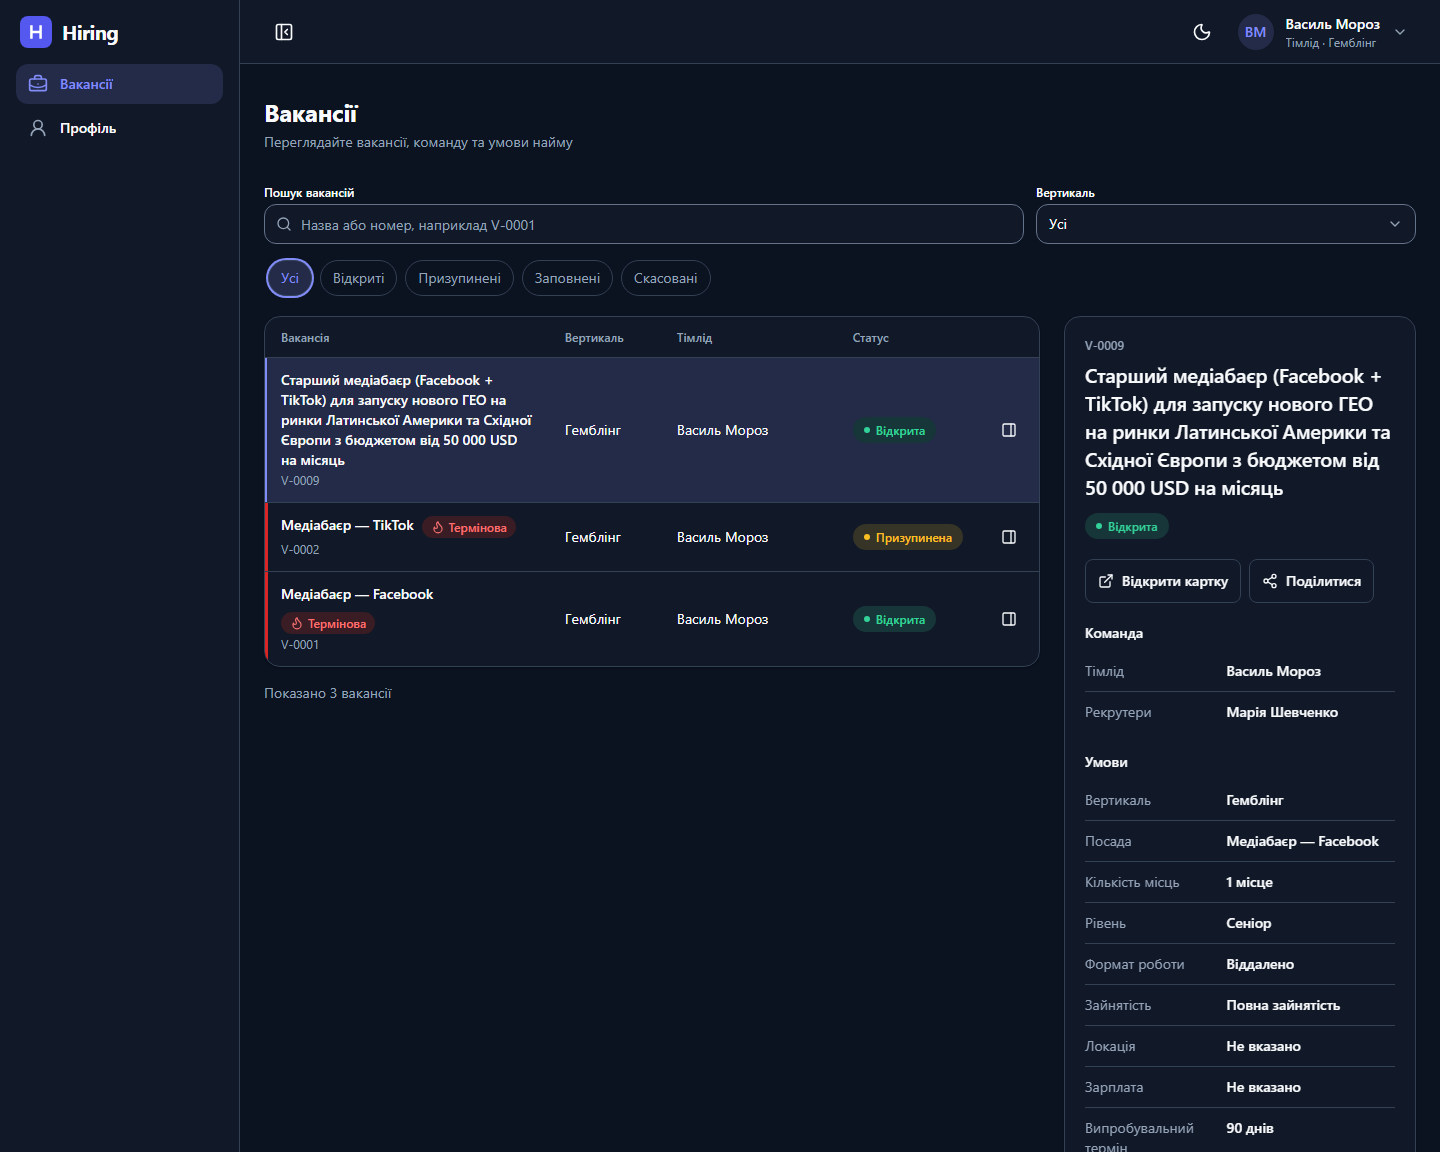 H Hiring
Вакансії
Профіль
ВМ
Василь Мороз
Тімлід · Гемблінг
Вакансії
Переглядайте вакансії, команду та умови найму
Пошук вакансій
Назва або номер, наприклад V-0001
Вертикаль
Усі
Усі
Відкриті
Призупинені
Заповнені
Скасовані
Вакансія Вертикаль Тімлід Статус
Старший медіабаєр (Facebook +
TikTok) для запуску нового ГЕО на
ринки Латинської Америки та Східної
Європи з бюджетом від 50 000 USD
на місяць
V-0009
Гемблінг
Василь Мороз
Відкрита
Медіабаєр — TikTok
Термінова
V-0002
Гемблінг
Василь Мороз
Призупинена
Медіабаєр — Facebook
Термінова
V-0001
Гемблінг
Василь Мороз
Відкрита
Показано 3 вакансії
V-0009
Старший медіабаєр (Facebook +
TikTok) для запуску нового ГЕО
на ринки Латинської Америки та
Східної Європи з бюджетом від
50 000 USD на місяць
Відкрита
Відкрити картку
Поділитися
Команда
Тімлід Василь Мороз
Рекрутери Марія Шевченко
Умови
Вертикаль Гемблінг
Посада Медіабаєр — Facebook
Кількість місць 1 місце
Рівень Сеніор
Формат роботи Віддалено
Зайнятість Повна зайнятість
Локація Не вказано
Зарплата Не вказано
Випробувальний 90 днів
термін